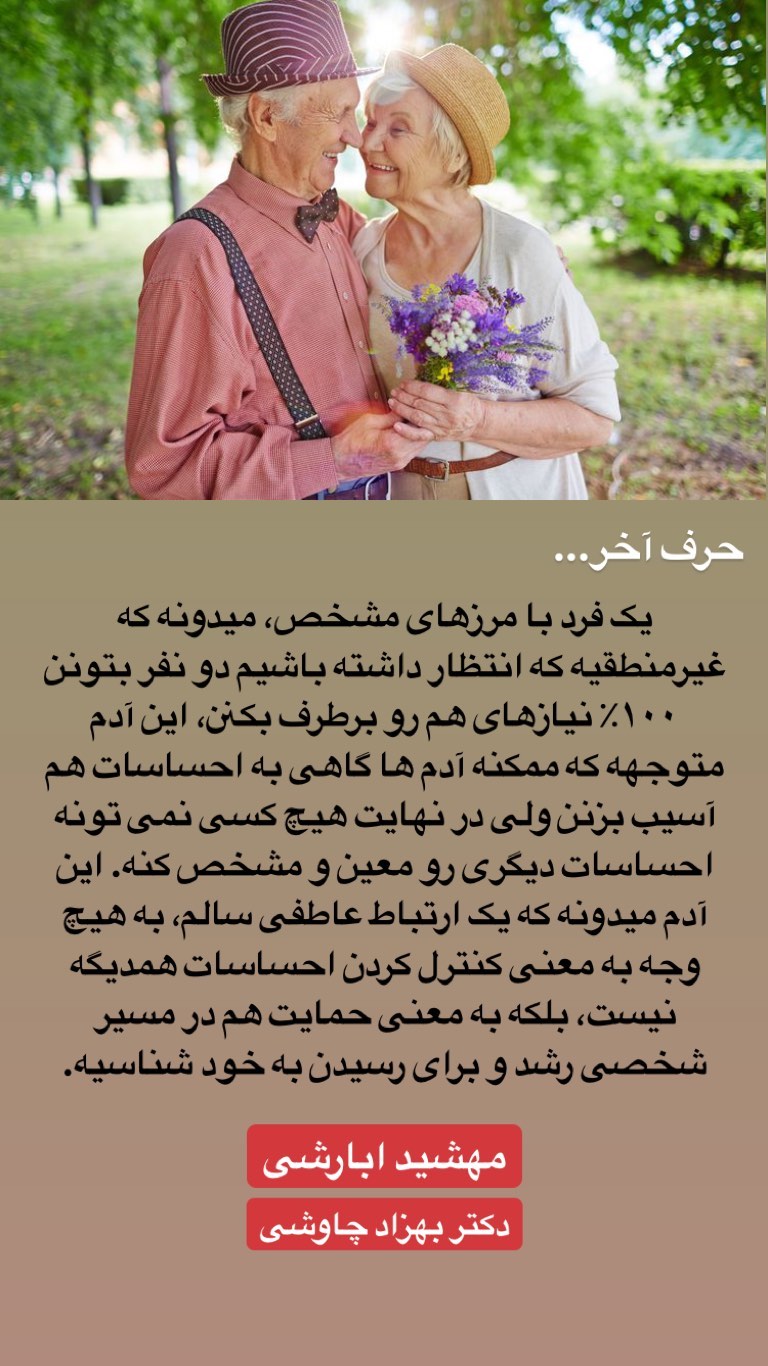 حرف آخر...
یک فرد با مرزهای مشخص، میدونه که
غیرمنطقیه که انتظار داشته باشیم دو نفر بتونن
۱۰۰٪ نیازهای هم رو برطرف بکنن، این آدم
متوجهه که ممکنه آدم ها گاهی به احساسات هم
آسیب بزنن ولی در نهایت هیچ کسی نمی تونه
احساسات دیگری رو معین و مشخص کنه. این
آدم میدونه که یک ارتباط عاطفی سالم، به هیچ
وجه به معنی کنترل کردن احساسات همدیگه
نیست، بلکه به معنی حمایت هم در مسیر
شخصی رشد و برای رسیدن به خود شناسیه.
مهشید ابارشی
دکتر بهزاد چاوشی